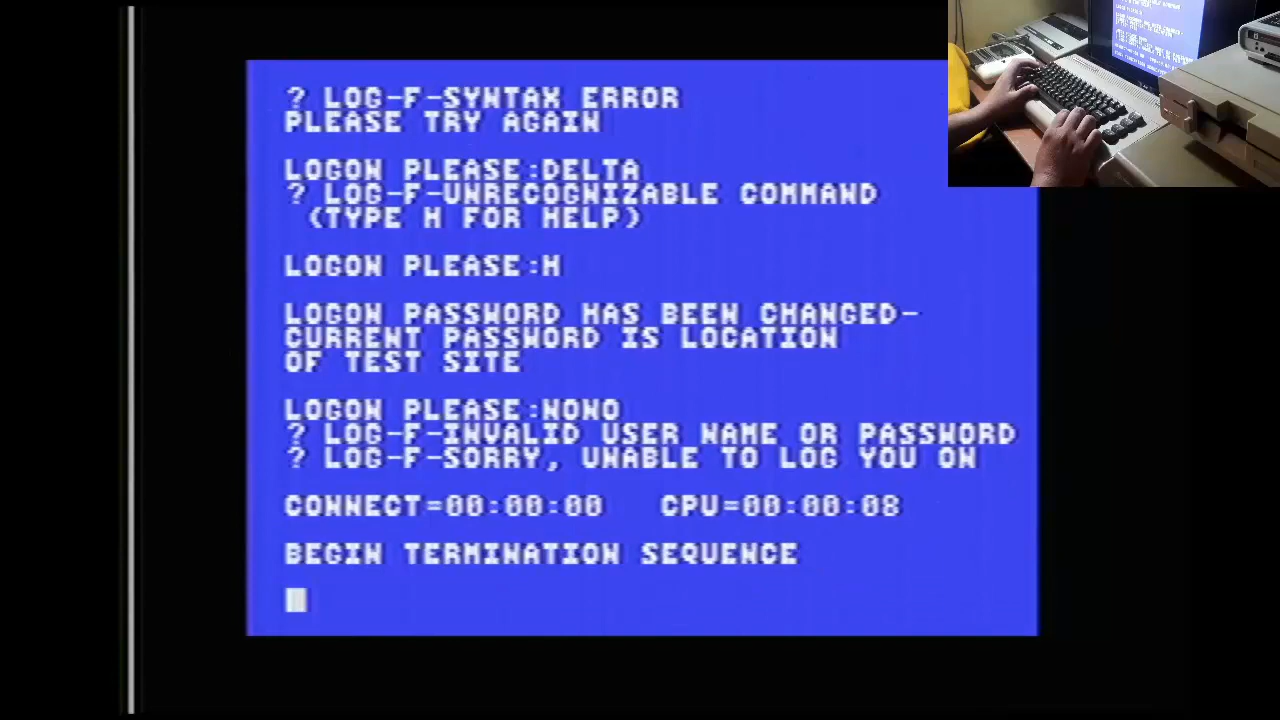 ? LOG-F-SYNTAX ERROR
PLEASE TRY AGAIN
LOGON PLEASE:DELTA
? LOG-F-UNRECOGNIZABLE COMMAND
(TYPE H FOR HELP)
LOGON PLEASE:H
LOGON PASSWORD HAS BEEN CHANGED-
CURRENT PASSWORD IS LOCATION
OF TEST SITE
LOGON PLEASE:NONO
? LOG-F-INVALID USER NAME OR PASSWORD
? LOG-F-SORRY, UNABLE TO LOG YOU ON
CONNECT=00:00:00 CPU=00:00:08
BEGIN TERMINATION SEQUENCE